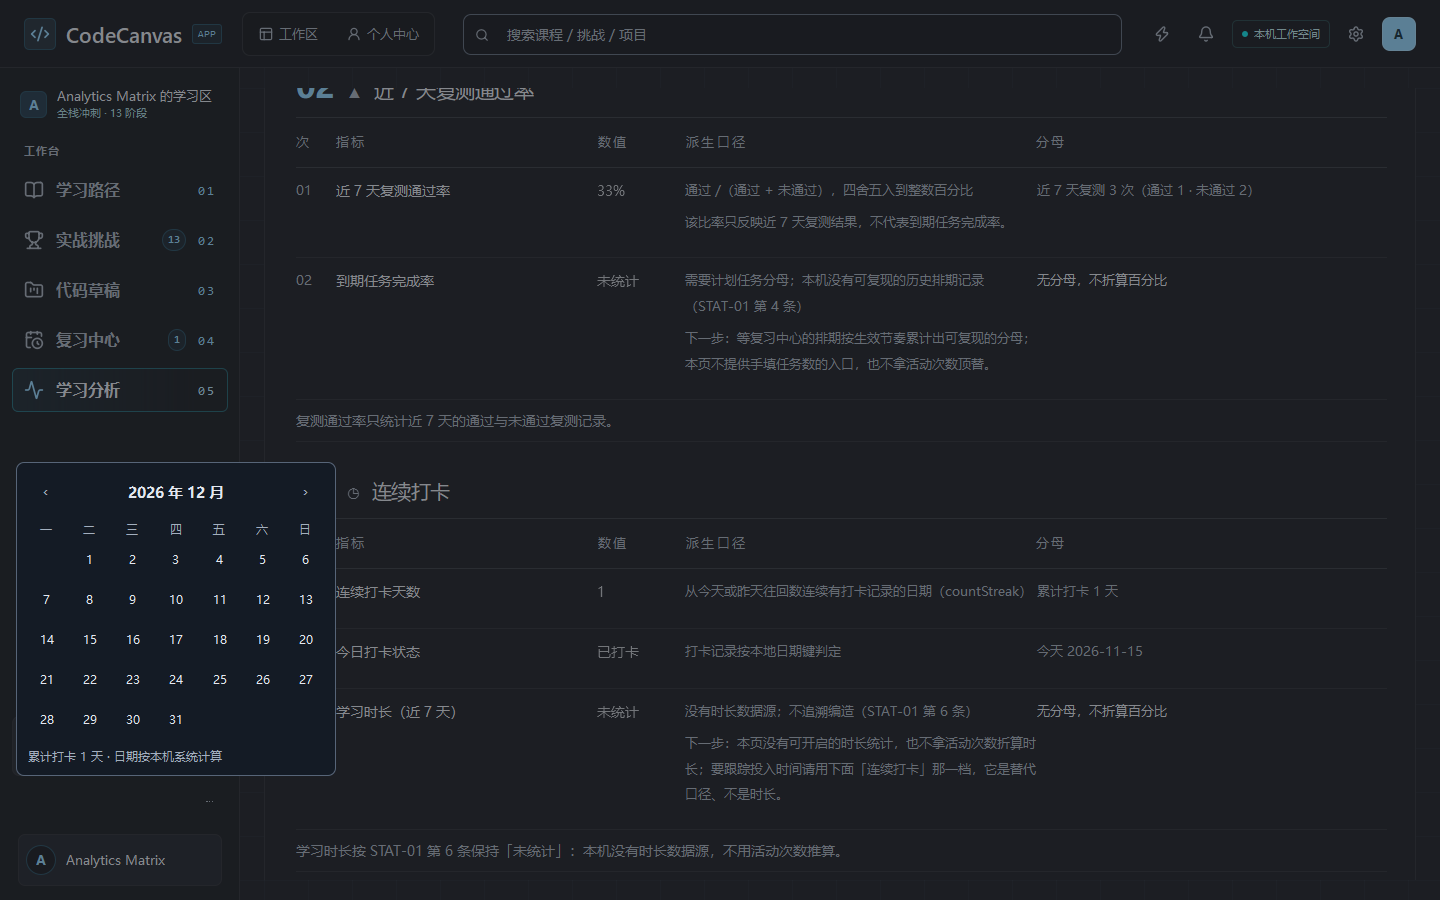 CodeCanvas APP
工作区
个人中心
搜索课程 / 挑战 / 项目
本机工作空间
A
A
Analytics Matrix 的学习区
全栈冲刺 · 13 阶段
工作台
学习路径 01
实战挑战 13 02
代码草稿 03
复习中心 1 04
学习分析 05
02 ▲ 近 7 天复测通过率
次 指标 数值 派生口径 分母
01 近 7 天复测通过率 33% 通过 /（通过 + 未通过），四舍五入到整数百分比 近 7 天复测 3 次（通过 1 · 未通过 2）
该比率只反映近 7 天复测结果，不代表到期任务完成率。
02 到期任务完成率 未统计 需要计划任务分母；本机没有可复现的历史排期记录 无分母，不折算百分比
（STAT-01 第 4 条）
下一步：等复习中心的排期按生效节奏累计出可复现的分母；
本页不提供手填任务数的入口，也不拿活动次数顶替。
复测通过率只统计近 7 天的通过与未通过复测记录。
连续打卡
指标 数值 派生口径 分母
连续打卡天数 1 从今天或昨天往回数连续有打卡记录的日期（countStreak） 累计打卡 1 天
今日打卡状态 已打卡 打卡记录按本地日期键判定 今天 2026-11-15
学习时长（近 7 天） 未统计 没有时长数据源；不追溯编造（STAT-01 第 6 条） 无分母，不折算百分比
下一步：本页没有可开启的时长统计，也不拿活动次数折算时
长；要跟踪投入时间请用下面「连续打卡」那一档，它是替代
口径、不是时长。
学习时长按 STAT-01 第 6 条保持「未统计」：本机没有时长数据源，不用活动次数推算。
‹ 2026 年 12 月 ›
一 二 三 四 五 六 日
1 2 3 4 5 6
7 8 9 10 11 12 13
14 15 16 17 18 19 20
21 22 23 24 25 26 27
28 29 30 31
累计打卡 1 天 · 日期按本机系统计算
...
A Analytics Matrix